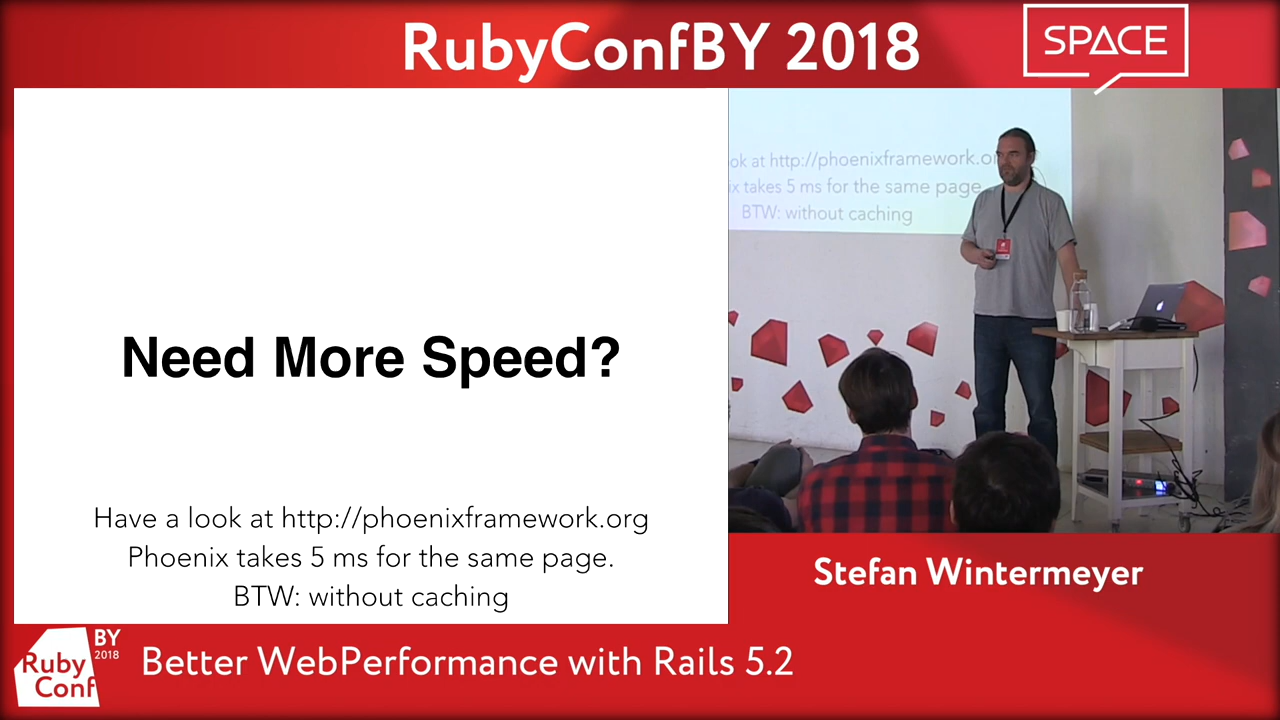 RubyConfBY 2018
SPACE
Need More Speed?
Have a look at http://phoenixframework.org
Phoenix takes 5 ms for the same page.
BTW: without caching
ok at http://phoenixframework.or
ix takes 5 ms for the same page.
BTW: without caching
Stefan Wintermeyer
Ruby
Conf
BY
2018
Better WebPerformance with Rails 5.2